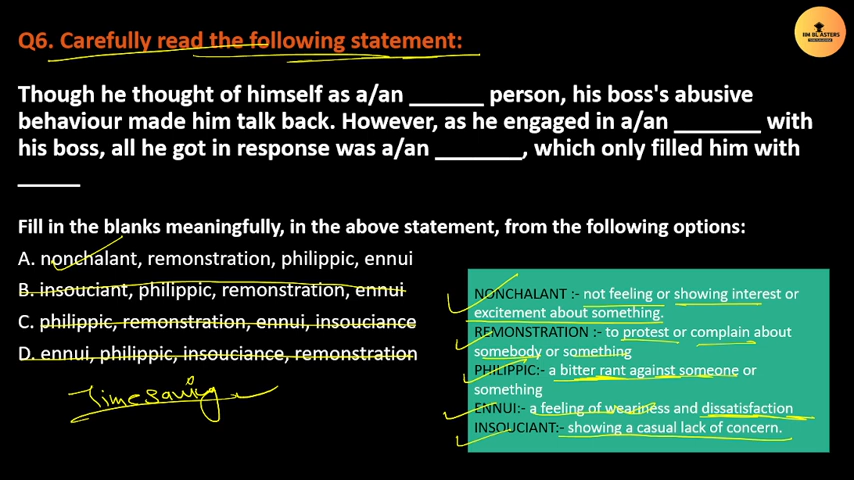 Q6. Carefully read the following statement:
IIM BLASTERS
Though he thought of himself as a/an ______ person, his boss's abusive
behaviour made him talk back. However, as he engaged in a/an _______ with
his boss, all he got in response was a/an _______, which only filled him with
_____
Fill in the blanks meaningfully, in the above statement, from the following options:
A. nonchalant, remonstration, philippic, ennui
B. insouciant, philippic, remonstration, ennui
C. philippic, remonstration, ennui, insouciance
D. ennui, philippic, insouciance, remonstration
Timesaving
NONCHALANT :- not feeling or showing interest or
excitement about something.
REMONSTRATION :- to protest or complain about
somebody or something
PHILIPPIC:- a bitter rant against someone or
something
ENNUI:- a feeling of weariness and dissatisfaction
INSOUCIANT:- showing a casual lack of concern.